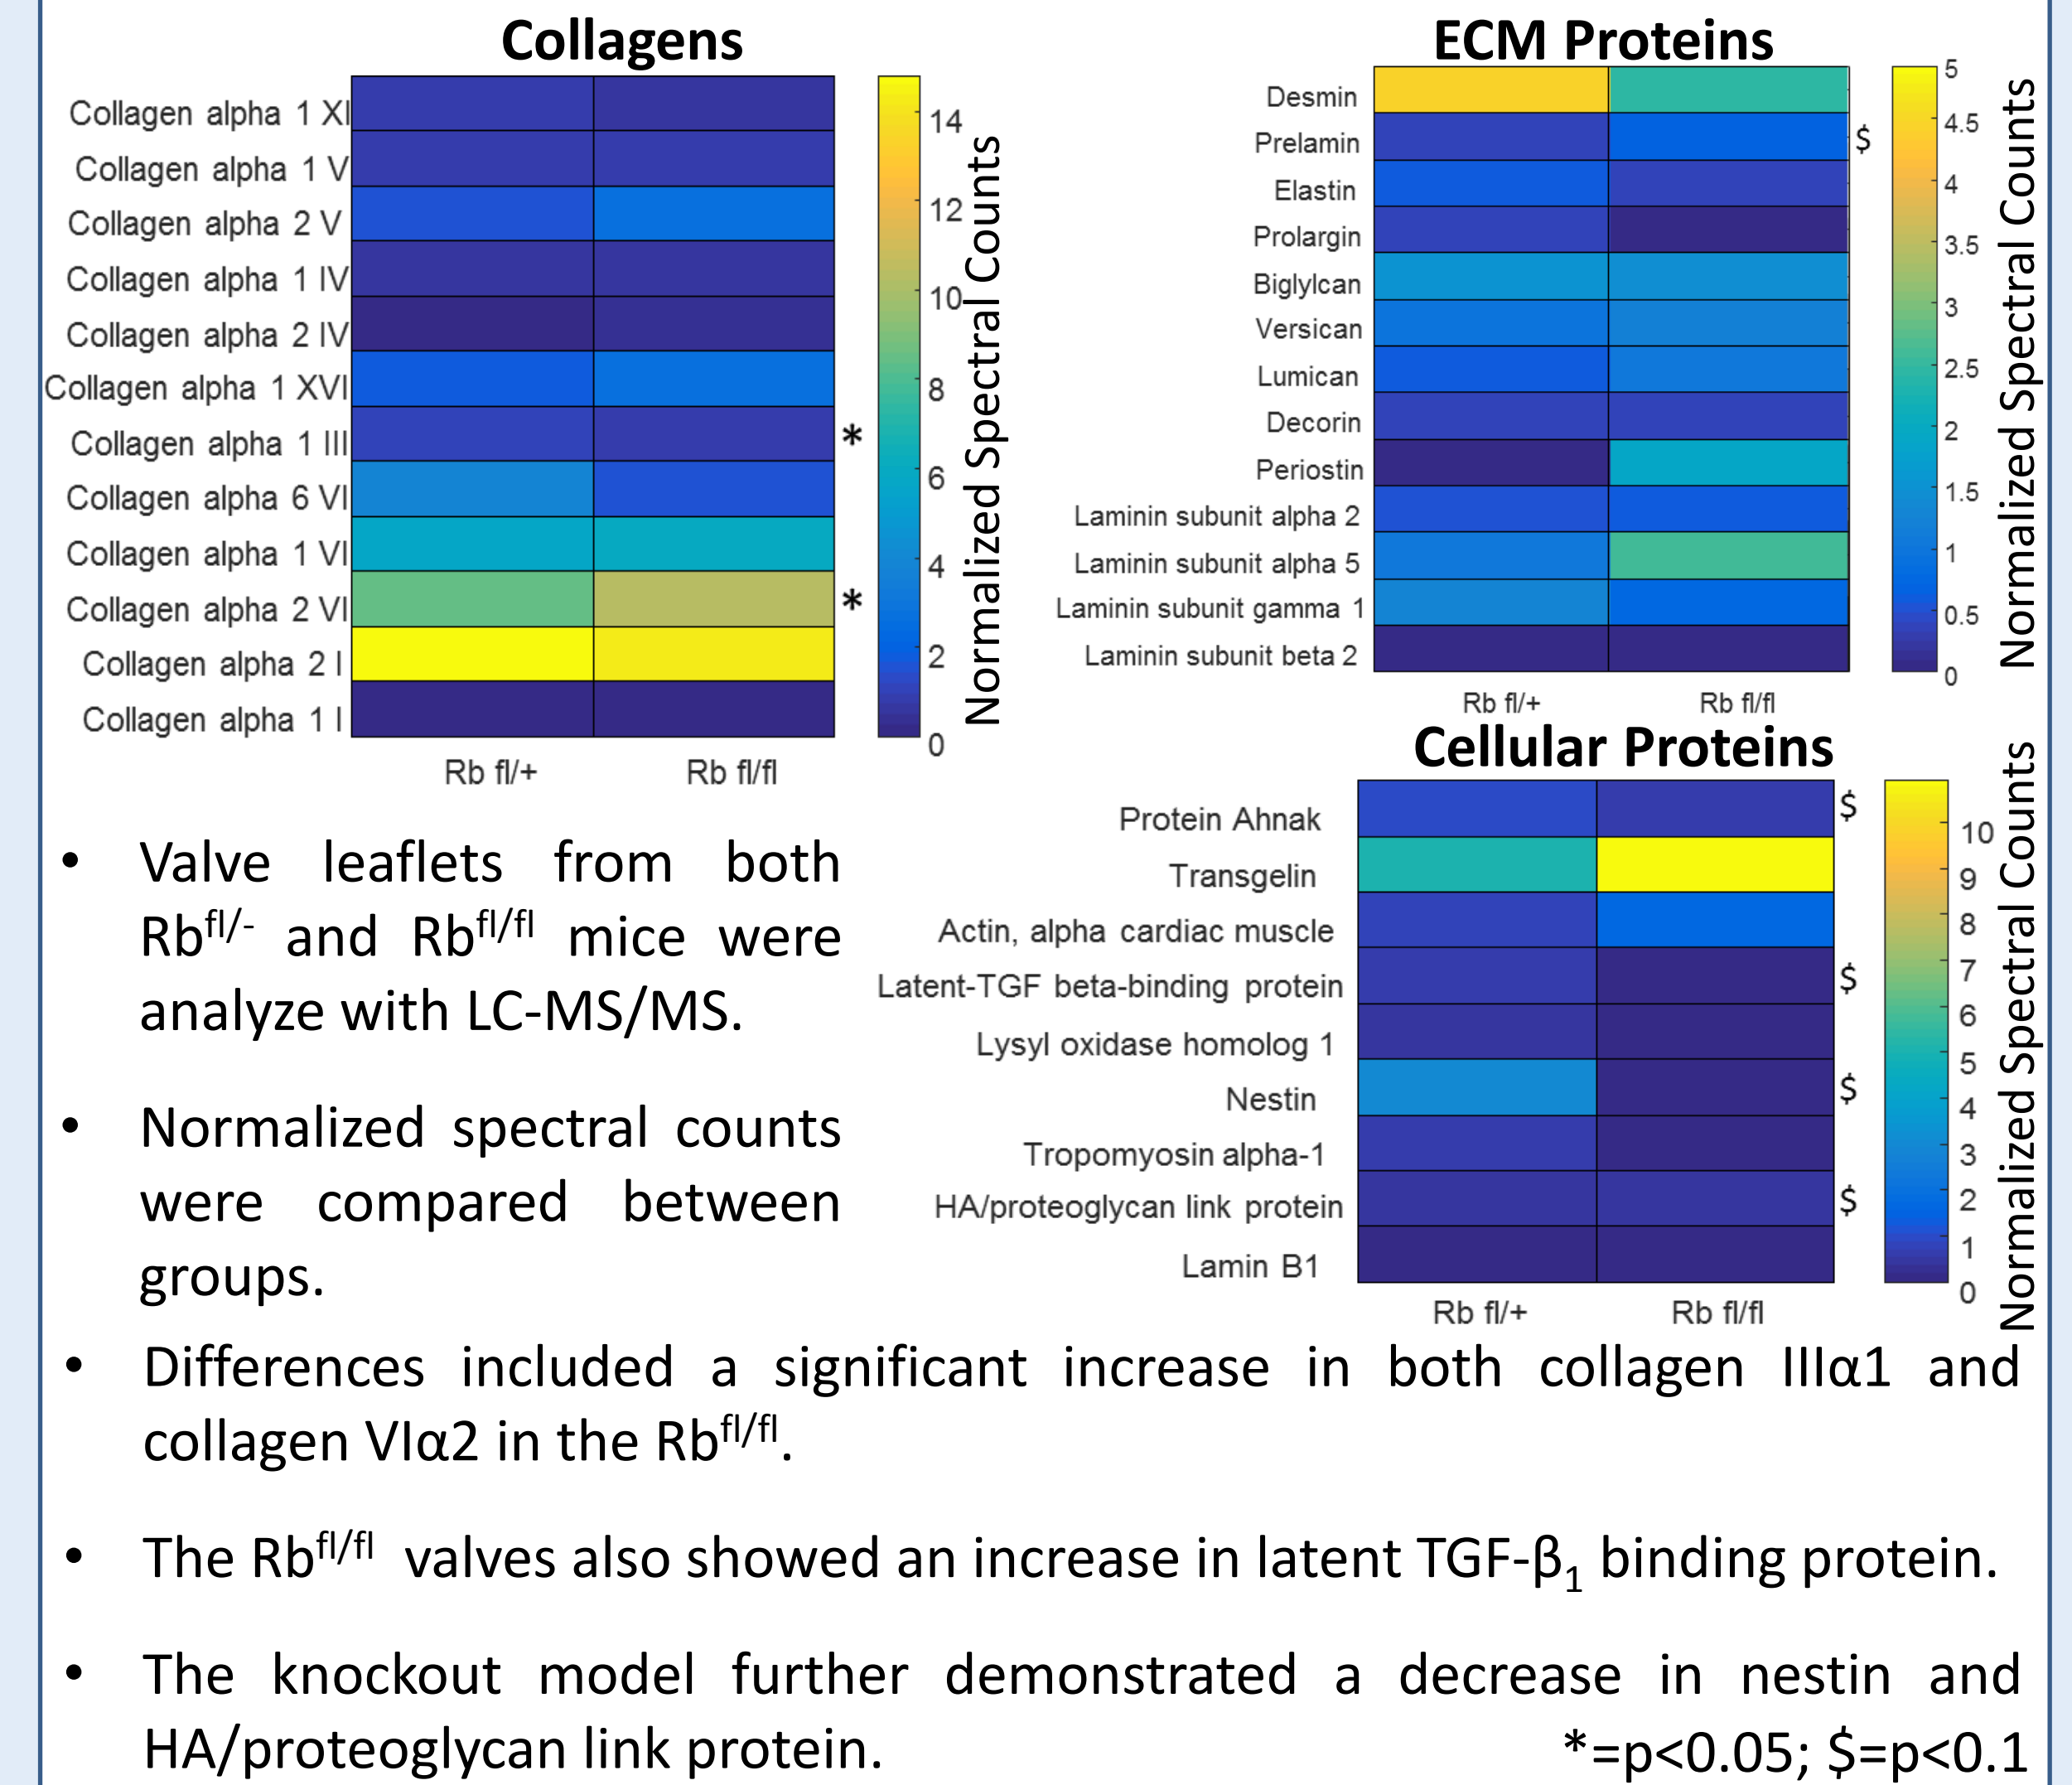 Collagens
Collagen alpha 1 XI
Collagen alpha 1 V
Collagen alpha 2 V
Collagen alpha 1 IV
Collagen alpha 2 IV
Collagen alpha 1 XVI
Collagen alpha 1 III
*
Collagen alpha 6 VI
Collagen alpha 1 VI
Collagen alpha 2 VI
*
Collagen alpha 2 I
Collagen alpha 1 I
Rb fl/+ Rb fl/fl
14
12
10
8
6
4
2
0
Normalized Spectral Counts
ECM Proteins
Desmin
Prelamin
$
Elastin
Prolargin
Biglylcan
Versican
Lumican
Decorin
Periostin
Laminin subunit alpha 2
Laminin subunit alpha 5
Laminin subunit gamma 1
Laminin subunit beta 2
Rb fl/+ Rb fl/fl
5
4.5
4
3.5
3
2.5
2
1.5
1
0.5
0
Normalized Spectral Counts
Cellular Proteins
Protein Ahnak
$
Transgelin
Actin, alpha cardiac muscle
Latent-TGF beta-binding protein
$
Lysyl oxidase homolog 1
Nestin
$
Tropomyosin alpha-1
HA/proteoglycan link protein
$
Lamin B1
Rb fl/+ Rb fl/fl
10
9
8
7
6
5
4
3
2
1
0
Normalized Spectral Counts
• Valve leaflets from both
Rb^fl/- and Rb^fl/fl mice were
analyze with LC-MS/MS.
• Normalized spectral counts
were compared between
groups.
• Differences included a significant increase in both collagen IIIα1 and
collagen VIα2 in the Rb^fl/fl.
• The Rb^fl/fl valves also showed an increase in latent TGF-β₁ binding protein.
• The knockout model further demonstrated a decrease in nestin and
HA/proteoglycan link protein.
*=p<0.05; $=p<0.1